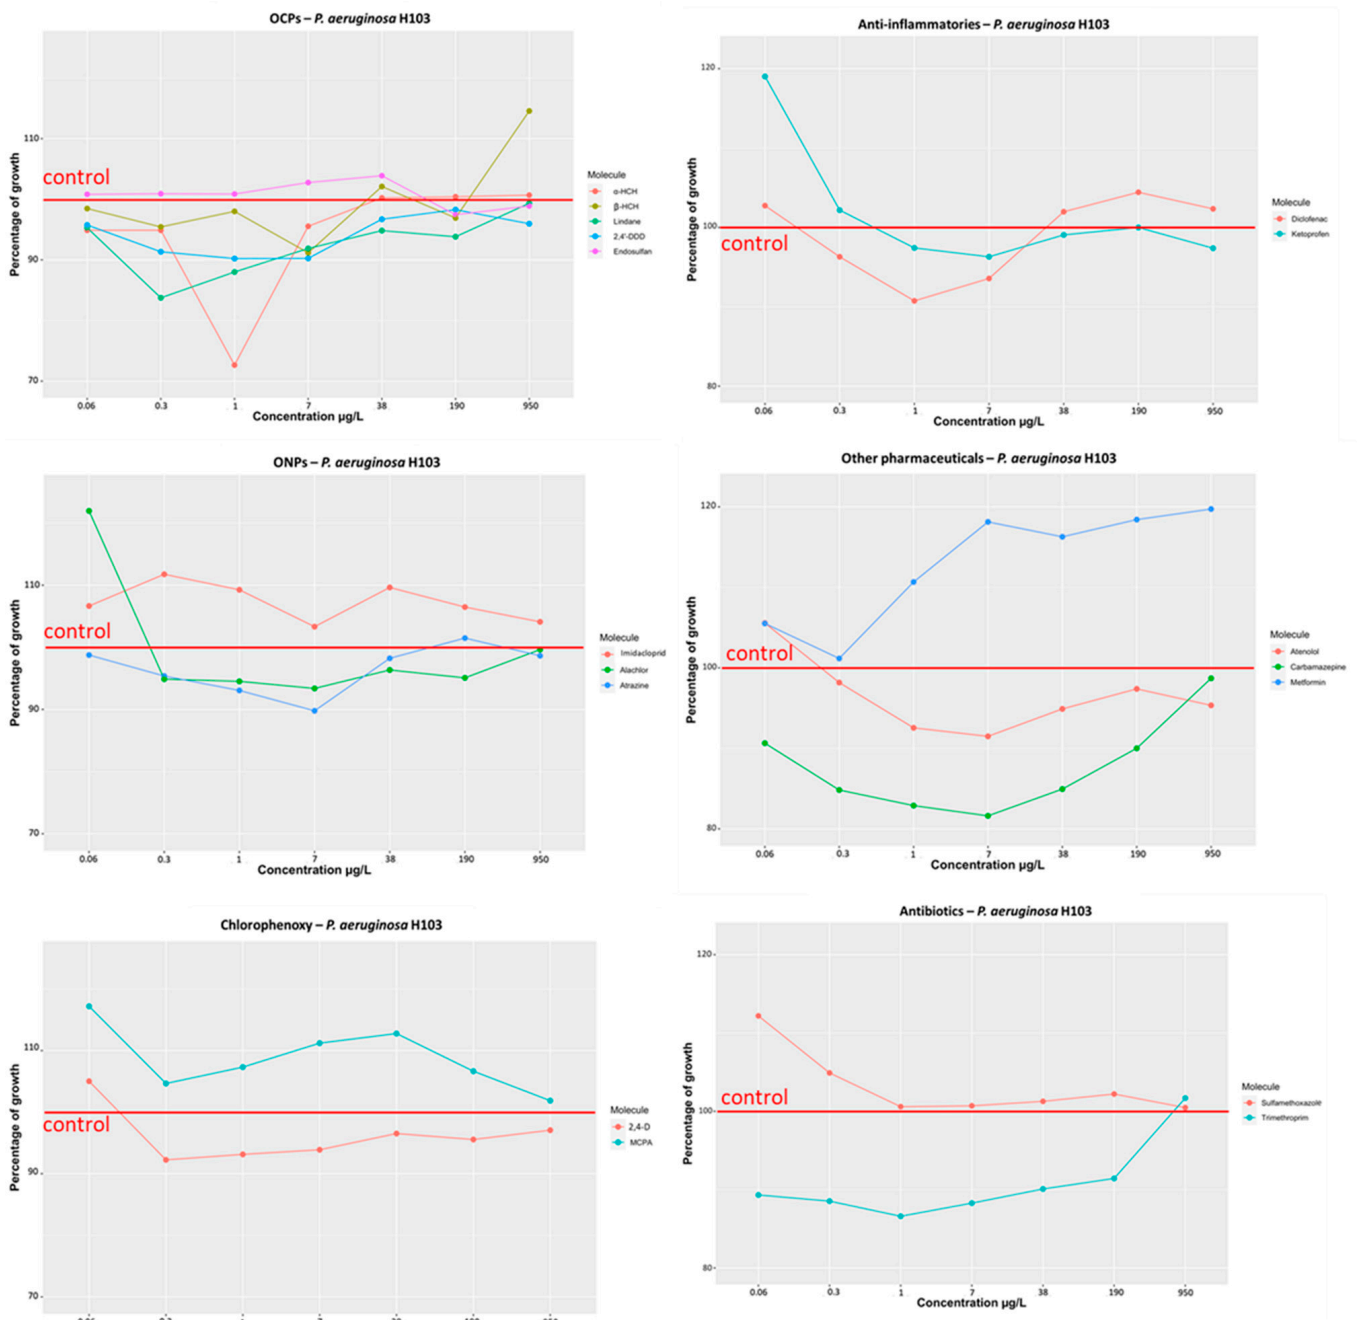 OCPs – P. aeruginosa H103
Percentage of growth
110
90
70
control
0.06 0.3 1 7 38 190 950
Concentration µg/L
Molecule
α-HCH
β-HCH
Lindane
2,4'-DDD
Endosulfan
Anti-inflammatories – P. aeruginosa H103
Percentage of growth
120
100
80
control
0.06 0.3 1 7 38 190 950
Concentration µg/L
Molecule
Diclofenac
Ketoprofen
ONPs – P. aeruginosa H103
Percentage of growth
110
90
70
control
0.06 0.3 1 7 38 190 950
Concentration µg/L
Molecule
Imidacloprid
Alachlor
Atrazine
Other pharmaceuticals – P. aeruginosa H103
Percentage of growth
120
100
80
control
0.06 0.3 1 7 38 190 950
Concentration µg/L
Molecule
Atenolol
Carbamazepine
Metformin
Chlorophenoxy – P. aeruginosa H103
Percentage of growth
110
90
70
control
Molecule
2,4-D
MCPA
Antibiotics – P. aeruginosa H103
Percentage of growth
120
100
80
control
0.06 0.3 1 7 38 190 950
Concentration µg/L
Molecule
Sulfamethoxazole
Trimethroprim